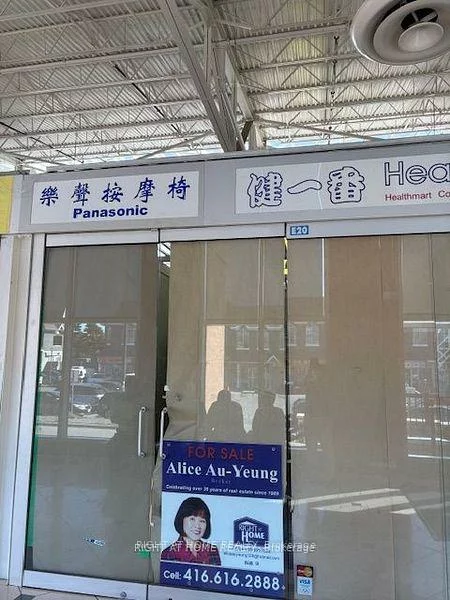 樂聲按摩椅
Panasonic
健一番
Hea
Healthmart Co
E20
FOR SALE
Alice Au-Yeung
Broker
Celebrating over 30 years of real estate since 1989
RIGHT at HOME
RIGHT AT HOME REALTY, Brokerage
Cell: 416.616.2888
VISA